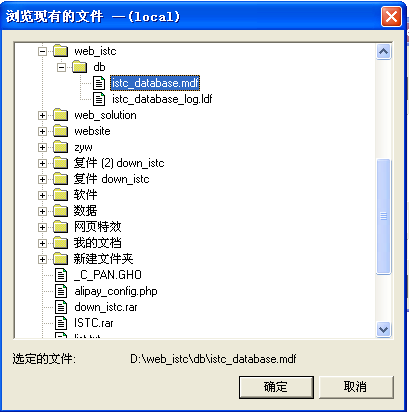 浏览现有的文件 —(local)
web_istc
db
istc_database.mdf
istc_database_log.ldf
web_solution
website
zyw
复件 (2) down_istc
复件 down_istc
软件
数据
网页特效
我的文档
新建文件夹
_C_PAN.GHO
alipay_config.php
down_istc.rar
ISTC.rar
list.txt
选定的文件: D:\web_istc\db\istc_database.mdf
确定 取消